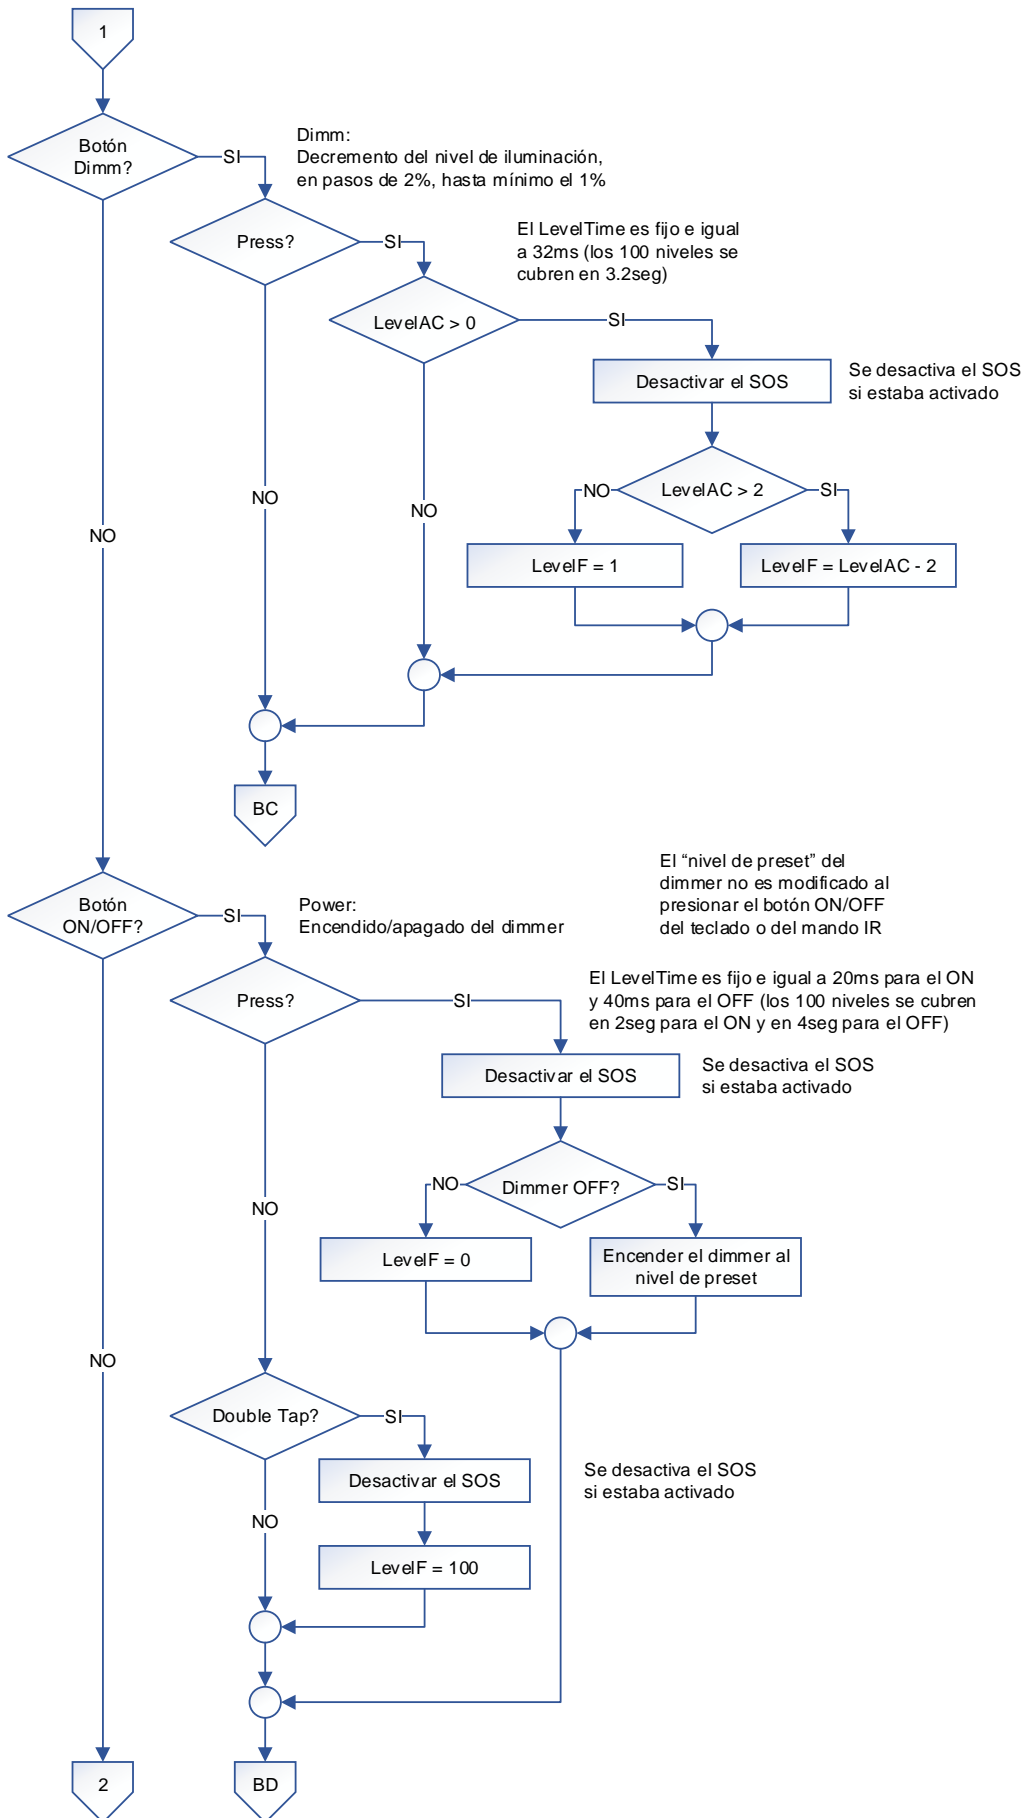 1
Botón
Dimm?
SI
Dimm:
Decremento del nivel de iluminación,
en pasos de 2%, hasta mínimo el 1%
Press?
SI
El LevelTime es fijo e igual
a 32ms (los 100 niveles se
cubren en 3.2seg)
LevelAC > 0
SI
Desactivar el SOS
Se desactiva el SOS
si estaba activado
LevelAC > 2
NO
SI
NO
NO
NO
LevelF = 1
LevelF = LevelAC - 2
BC
Botón
ON/OFF?
SI
Power:
Encendido/apagado del dimmer
El “nivel de preset” del
dimmer no es modificado al
presionar el botón ON/OFF
del teclado o del mando IR
Press?
SI
El LevelTime es fijo e igual a 20ms para el ON
y 40ms para el OFF (los 100 niveles se cubren
en 2seg para el ON y en 4seg para el OFF)
Desactivar el SOS
Se desactiva el SOS
si estaba activado
Dimmer OFF?
NO
SI
NO
LevelF = 0
Encender el dimmer al
nivel de preset
NO
Double Tap?
SI
Desactivar el SOS
Se desactiva el SOS
si estaba activado
NO
LevelF = 100
2
BD